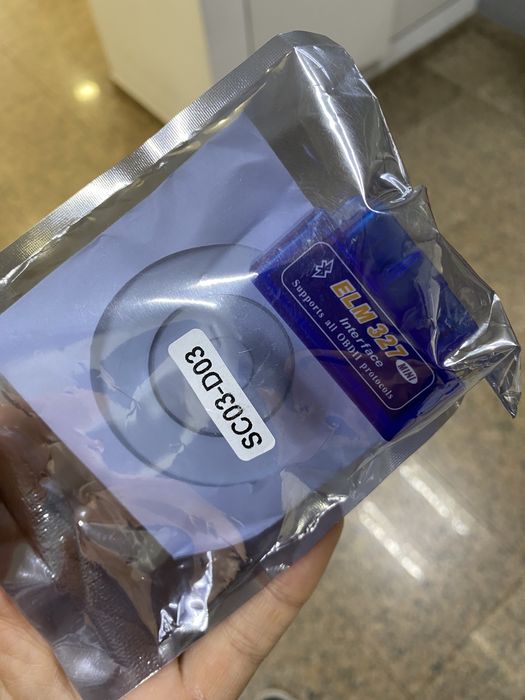 ELM 327
Interface MINI
Supports all OBDII protocols
SC03-D03